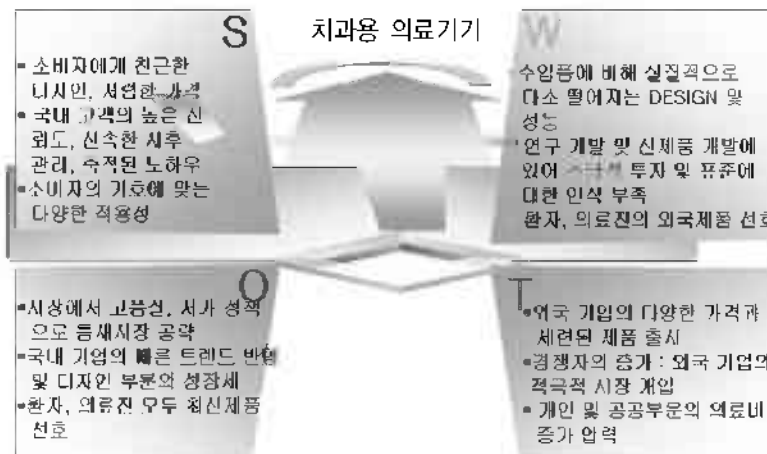 치과용 의료기기
S
• 소비자에게 친근한
디자인, 저렴한 가격
• 국내 고객의 높은 신
뢰도, 신속한 사후
관리, 축적된 노하우
•소비자의 기호에 맞는
다양한 적용성
W
수입품에 비해 실질적으로
다소 떨어지는 DESIGN 및
성능
연구 개발 및 신제품 개발에
있어 투자 및 표준에
대한 인식 부족
환자, 의료진의 외국제품 선호
O
•시장에서 고품질, 저가 정책
으로 틈새시장 공략
•국내 기업의 빠른 트렌드 반영
및 디자인 부문의 성장세
•환자, 의료진 모두 최신제품
선호
T
•외국 기업의 다양한 가격과
세련된 제품 출시
•경쟁자의 증가 : 외국 기업의
적극적 시장 개입
• 개인 및 공공부문의 의료비
증가 압력